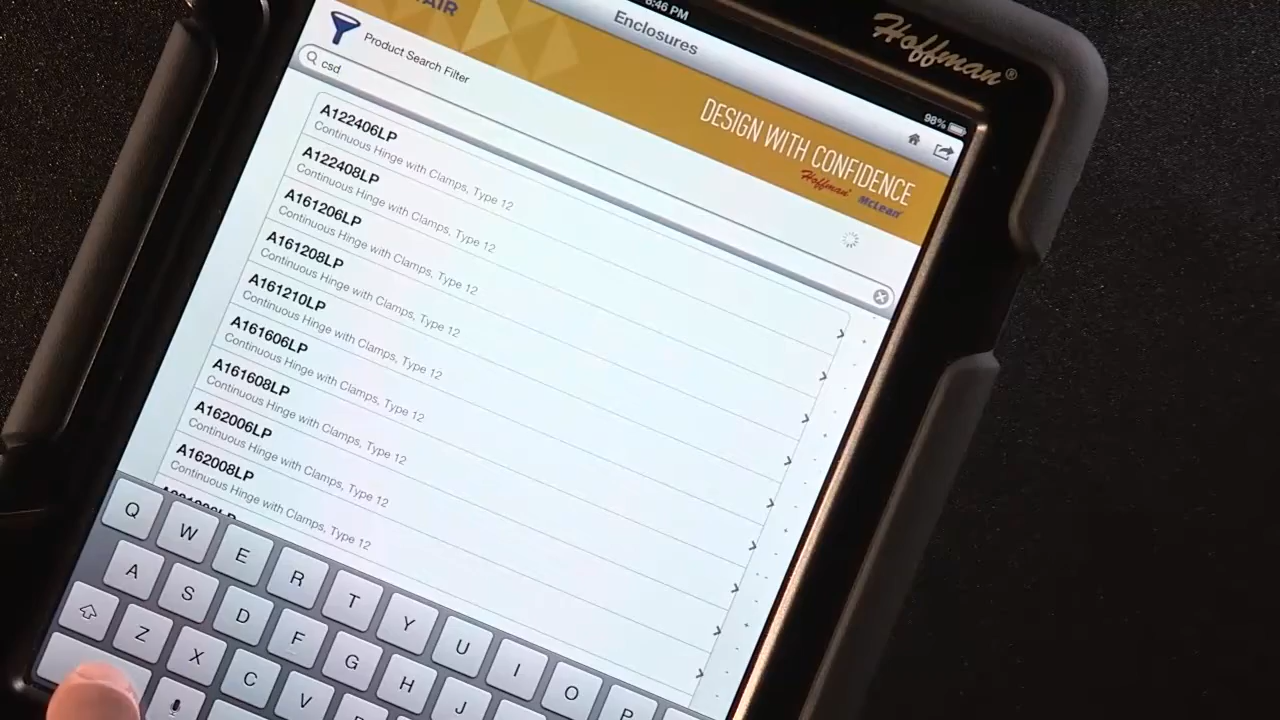 Hoffman®
:46 PM
Enclosures
98%
AIR
DESIGN WITH CONFIDENCE
Hoffman® McLean®
Product Search Filter
csd
A122406LP
Continuous Hinge with Clamps, Type 12
A122408LP
Continuous Hinge with Clamps, Type 12
A161206LP
Continuous Hinge with Clamps, Type 12
A161208LP
Continuous Hinge with Clamps, Type 12
A161210LP
Continuous Hinge with Clamps, Type 12
A161606LP
Continuous Hinge with Clamps, Type 12
A161608LP
Continuous Hinge with Clamps, Type 12
A162006LP
Continuous Hinge with Clamps, Type 12
A162008LP
Continuous Hinge with Clamps, Type 12
Q W E R T Y U I O P
A S D F G H J
Z X C V